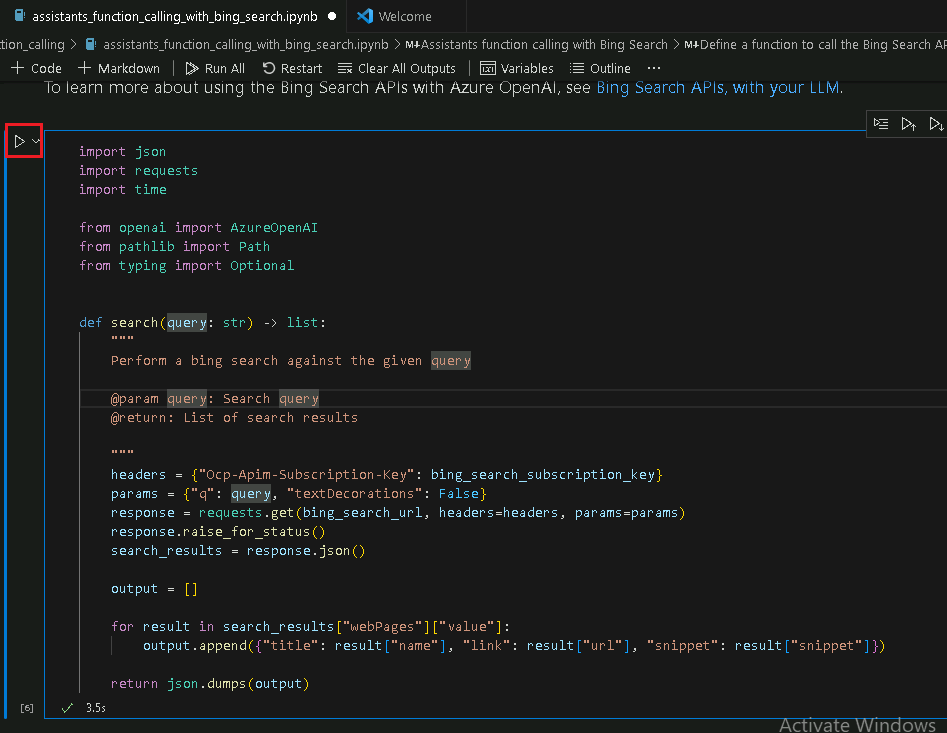 assistants_function_calling_with_bing_search.ipynb ● Welcome
tion_calling > assistants_function_calling_with_bing_search.ipynb > M↓Assistants function calling with Bing Search > M↓Define a function to call the Bing Search AP
+ Code + Markdown | Run All Restart Clear All Outputs | Variables Outline ...
To learn more about using the Bing Search APIs with Azure OpenAI, see Bing Search APIs, with your LLM.
import json
import requests
import time
from openai import AzureOpenAI
from pathlib import Path
from typing import Optional
def search(query: str) -> list:
"""
Perform a bing search against the given query
@param query: Search query
@return: List of search results
"""
headers = {"Ocp-Apim-Subscription-Key": bing_search_subscription_key}
params = {"q": query, "textDecorations": False}
response = requests.get(bing_search_url, headers=headers, params=params)
response.raise_for_status()
search_results = response.json()
output = []
for result in search_results["webPages"]["value"]:
output.append({"title": result["name"], "link": result["url"], "snippet": result["snippet"]})
return json.dumps(output)
[6] ✓ 3.5s
Activate Windows